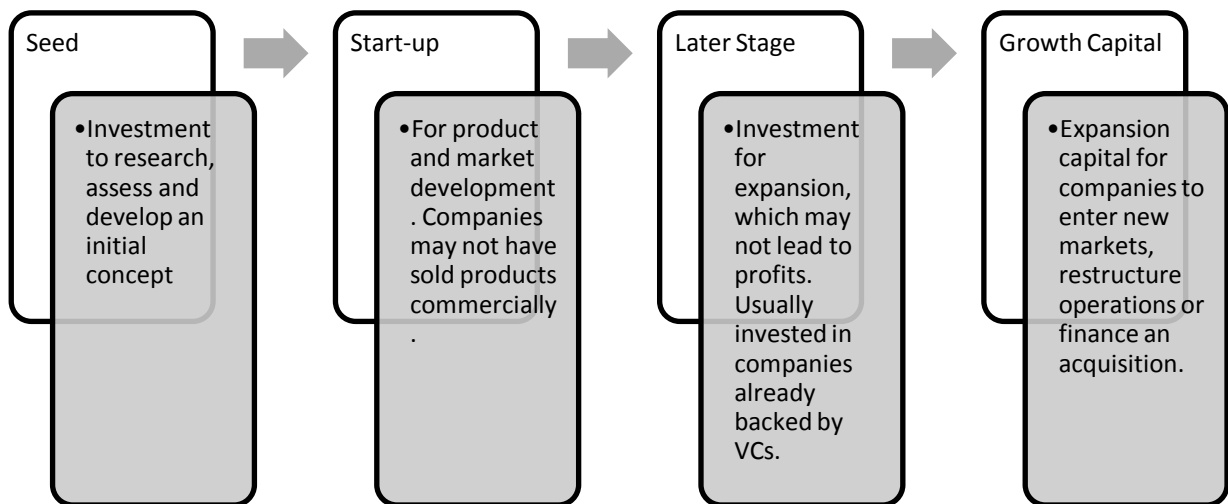 Seed
•Investment
to research,
assess and
develop an
initial
concept
Start-up
•For product
and market
development
. Companies
may not have
sold products
commercially
.
Later Stage
•Investment
for
expansion,
which may
not lead to
profits.
Usually
invested in
companies
already
backed by
VCs.
Growth Capital
•Expansion
capital for
companies to
enter new
markets,
restructure
operations or
finance an
acquisition.